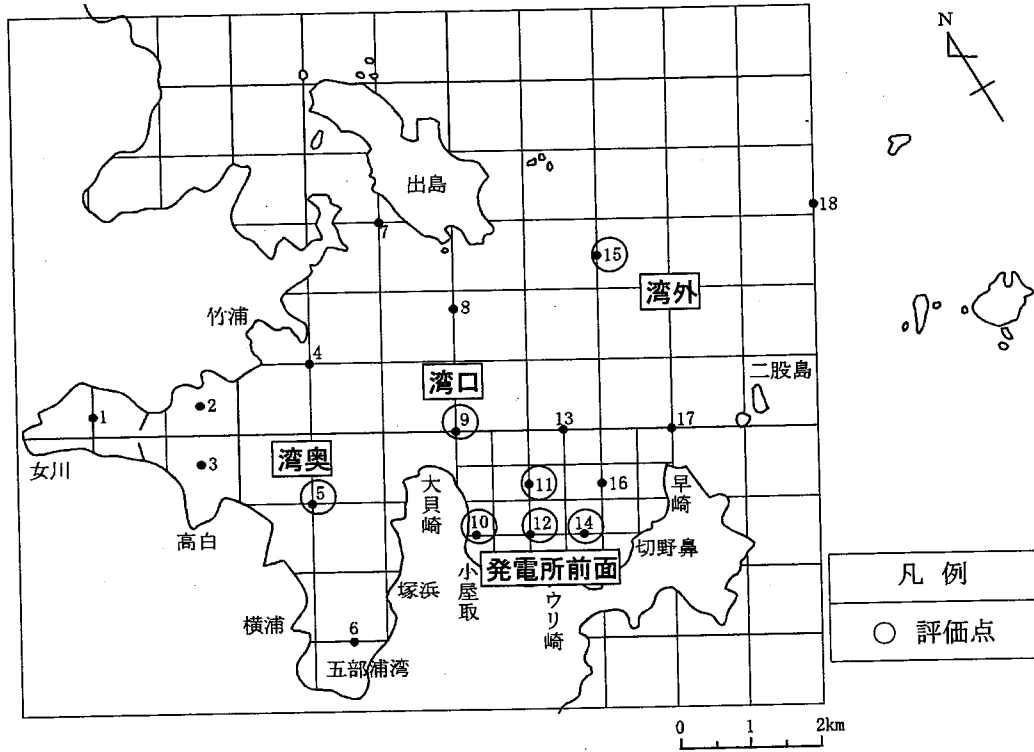 N
出島
18
7
15
湾外
竹浦
8
4
二股島
湾口
1
2
9
13
17
女川
3
湾奥
大貝崎
11
16
早崎
5
高白
10
12
14
切野鼻
発電所前面
塚浜
小屋取
ウリ崎
凡 例
○ 評価点
横浦
6
五部浦湾
0 1 2km